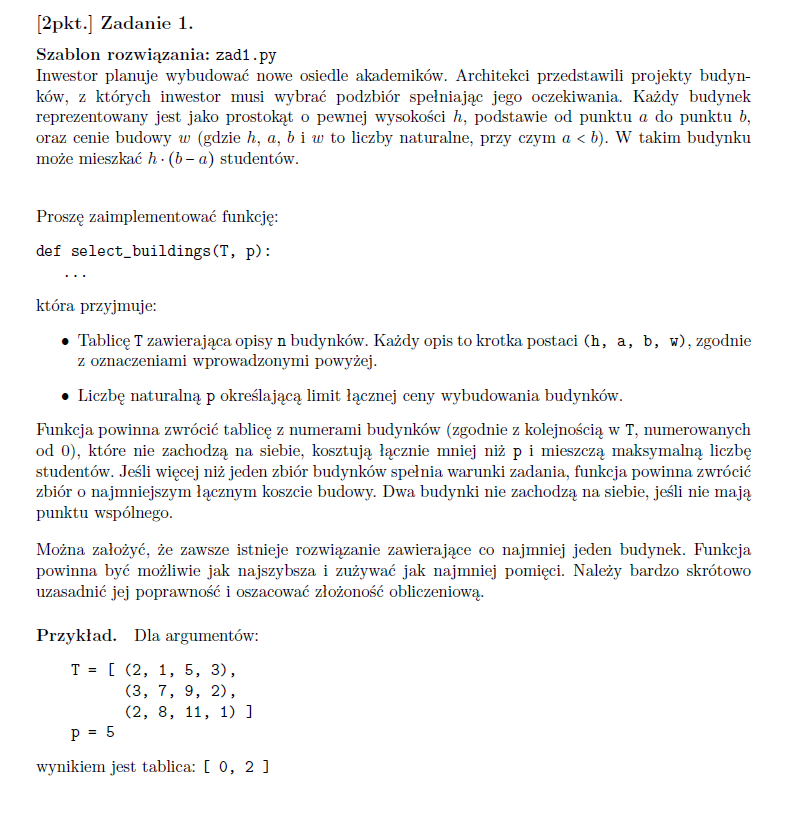 [2pkt.] Zadanie 1.
Szablon rozwiązania: zad1.py
Inwestor planuje wybudować nowe osiedle akademików. Architekci przedstawili projekty budyn-
ków, z których inwestor musi wybrać podzbiór spełniając jego oczekiwania. Każdy budynek
reprezentowany jest jako prostokąt o pewnej wysokości h, podstawie od punktu a do punktu b,
oraz cenie budowy w (gdzie h, a, b i w to liczby naturalne, przy czym a < b). W takim budynku
może mieszkać h · (b – a) studentów.
Proszę zaimplementować funkcję:
def select_buildings(T, p):
...
która przyjmuje:
• Tablicę T zawierająca opisy n budynków. Każdy opis to krotka postaci (h, a, b, w), zgodnie
z oznaczeniami wprowadzonymi powyżej.
• Liczbę naturalną p określającą limit łącznej ceny wybudowania budynków.
Funkcja powinna zwrócić tablicę z numerami budynków (zgodnie z kolejnością w T, numerowanych
od 0), które nie zachodzą na siebie, kosztują łącznie mniej niż p i mieszczą maksymalną liczbę
studentów. Jeśli więcej niż jeden zbiór budynków spełnia warunki zadania, funkcja powinna zwrócić
zbiór o najmniejszym łącznym koszcie budowy. Dwa budynki nie zachodzą na siebie, jeśli nie mają
punktu wspólnego.
Można założyć, że zawsze istnieje rozwiązanie zawierające co najmniej jeden budynek. Funkcja
powinna być możliwie jak najszybsza i zużywać jak najmniej pomięci. Należy bardzo skrótowo
uzasadnić jej poprawność i oszacować złożoność obliczeniową.
Przykład. Dla argumentów:
T = [ (2, 1, 5, 3),
(3, 7, 9, 2),
(2, 8, 11, 1) ]
p = 5
wynikiem jest tablica: [ 0, 2 ]